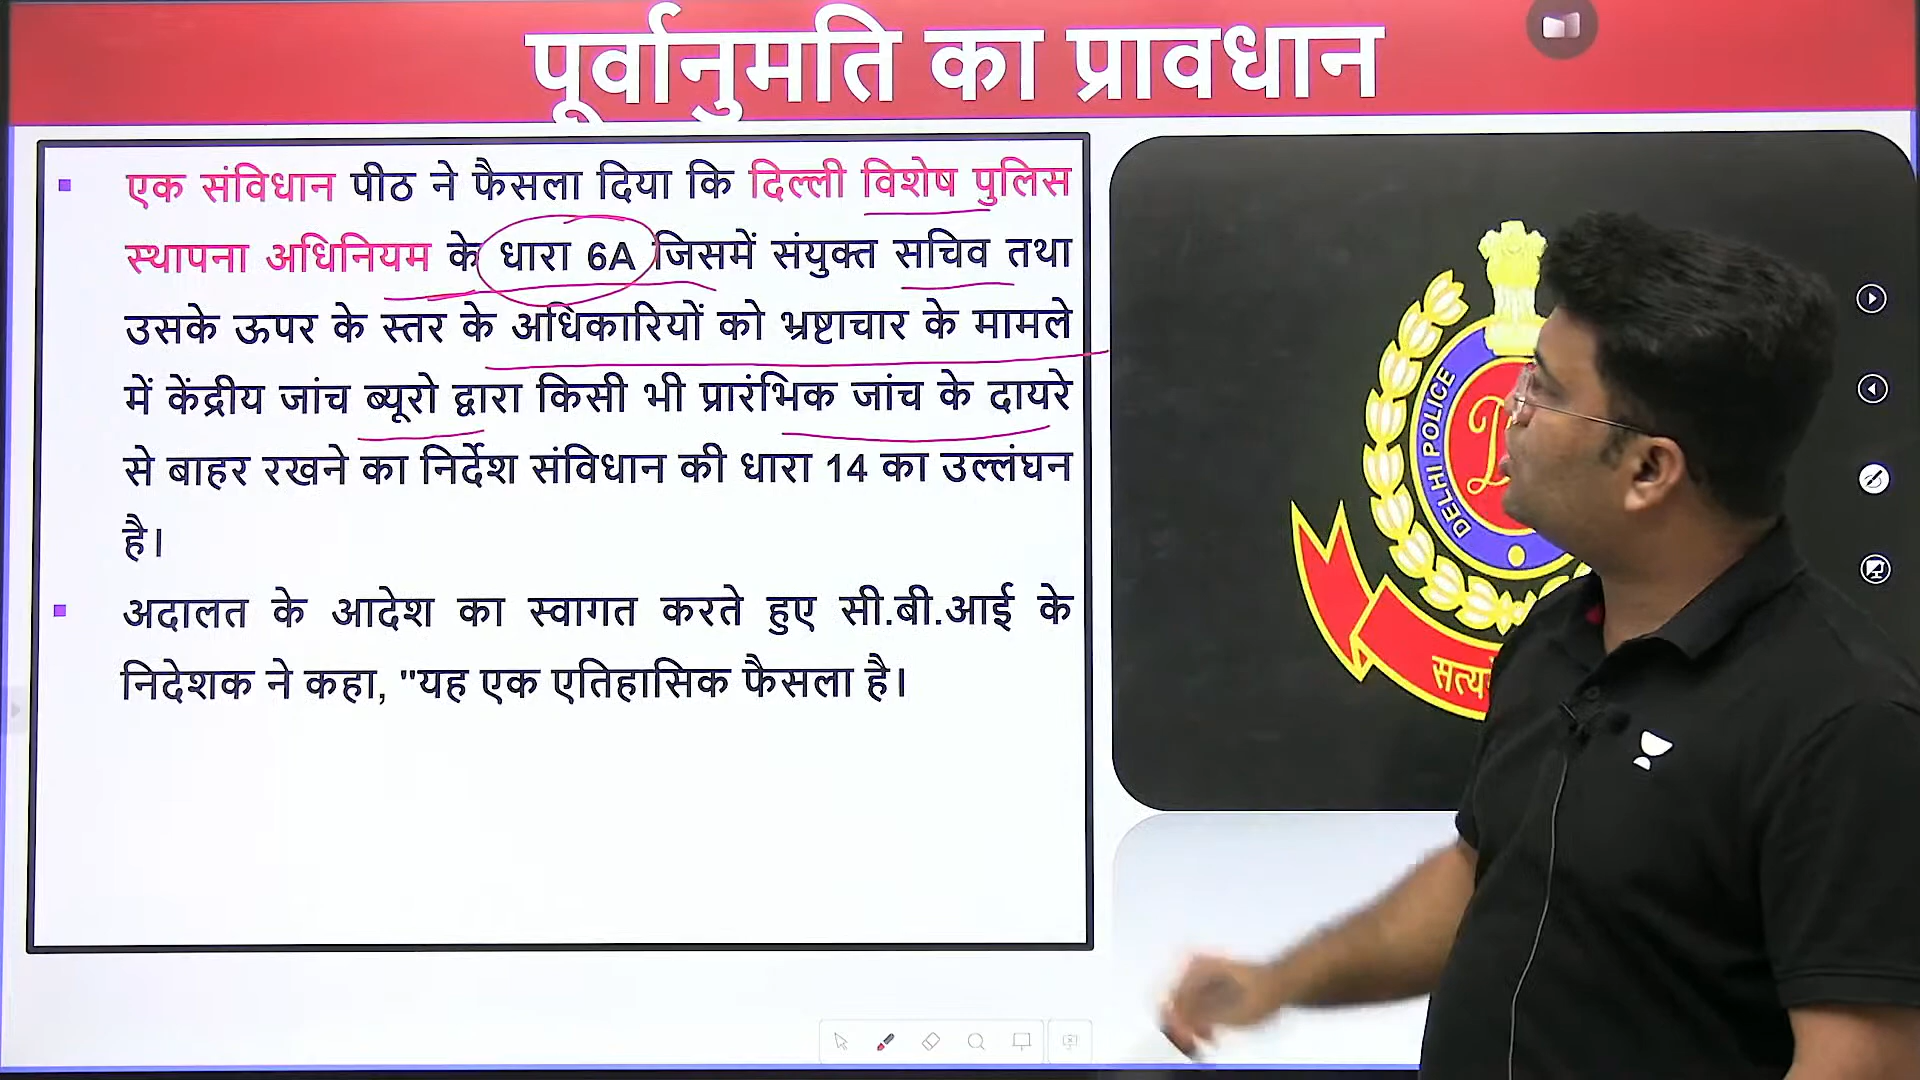 पूर्वानुमति का प्रावधान
एक संविधान पीठ ने फैसला दिया कि दिल्ली विशेष पुलिस
स्थापना अधिनियम के धारा 6A जिसमें संयुक्त सचिव तथा
उसके ऊपर के स्तर के अधिकारियों को भ्रष्टाचार के मामले
में केंद्रीय जांच ब्यूरो द्वारा किसी भी प्रारंभिक जांच के दायरे
से बाहर रखने का निर्देश संविधान की धारा 14 का उल्लंघन
है।
अदालत के आदेश का स्वागत करते हुए सी.बी.आई के
निदेशक ने कहा, "यह एक एतिहासिक फैसला है।
DELHI POLICE